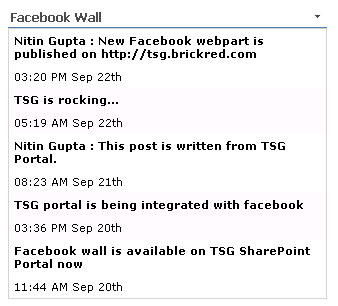 Facebook Wall
Nitin Gupta : New Facebook webpart is
published on http://tsg.brickred.com
03:20 PM Sep 22th
TSG is rocking...
05:19 AM Sep 22th
Nitin Gupta : This post is written from TSG
Portal.
08:23 AM Sep 21th
TSG portal is being integrated with facebook
03:36 PM Sep 20th
Facebook wall is available on TSG SharePoint
Portal now
11:44 AM Sep 20th